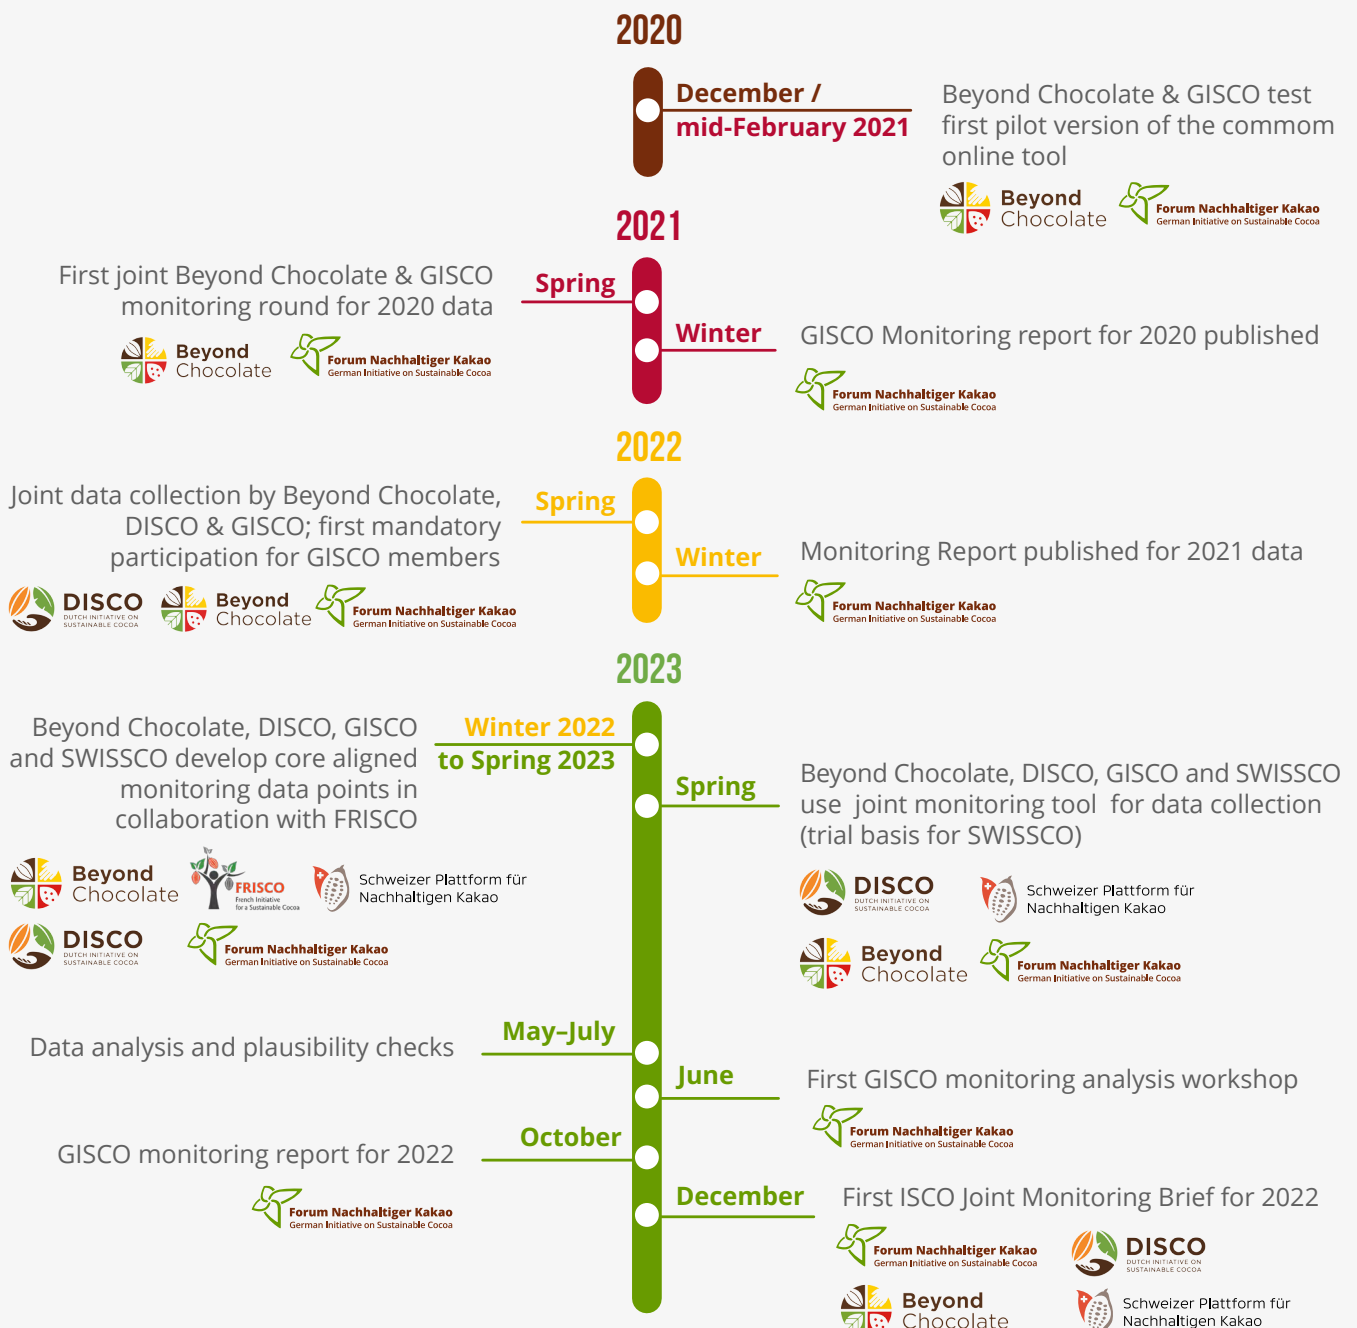 2020
December /
mid-February 2021
Beyond Chocolate & GISCO test
first pilot version of the commom
online tool
Beyond
Chocolate
Forum Nachhaltiger Kakao
German Initiative on Sustainable Cocoa
2021
First joint Beyond Chocolate & GISCO
monitoring round for 2020 data
Spring
Beyond
Chocolate
Forum Nachhaltiger Kakao
German Initiative on Sustainable Cocoa
Winter
GISCO Monitoring report for 2020 published
Forum Nachhaltiger Kakao
German Initiative on Sustainable Cocoa
2022
Joint data collection by Beyond Chocolate,
DISCO & GISCO; first mandatory
participation for GISCO members
Spring
DISCO
DUTCH INITIATIVE ON
SUSTAINABLE COCOA
Beyond
Chocolate
Forum Nachhaltiger Kakao
German Initiative on Sustainable Cocoa
Winter
Monitoring Report published for 2021 data
Forum Nachhaltiger Kakao
German Initiative on Sustainable Cocoa
2023
Beyond Chocolate, DISCO, GISCO
and SWISSCO develop core aligned
monitoring data points in
collaboration with FRISCO
Winter 2022
to Spring 2023
Beyond
Chocolate
FRISCO
French Initiative
for a Sustainable Cocoa
Schweizer Plattform für
Nachhaltigen Kakao
DISCO
DUTCH INITIATIVE ON
SUSTAINABLE COCOA
Forum Nachhaltiger Kakao
German Initiative on Sustainable Cocoa
Spring
Beyond Chocolate, DISCO, GISCO and SWISSCO
use joint monitoring tool for data collection
(trial basis for SWISSCO)
DISCO
DUTCH INITIATIVE ON
SUSTAINABLE COCOA
Schweizer Plattform für
Nachhaltigen Kakao
Beyond
Chocolate
Forum Nachhaltiger Kakao
German Initiative on Sustainable Cocoa
Data analysis and plausibility checks
May–July
June
First GISCO monitoring analysis workshop
Forum Nachhaltiger Kakao
German Initiative on Sustainable Cocoa
GISCO monitoring report for 2022
October
Forum Nachhaltiger Kakao
German Initiative on Sustainable Cocoa
December
First ISCO Joint Monitoring Brief for 2022
Forum Nachhaltiger Kakao
German Initiative on Sustainable Cocoa
DISCO
DUTCH INITIATIVE ON
SUSTAINABLE COCOA
Beyond
Chocolate
Schweizer Plattform für
Nachhaltigen Kakao